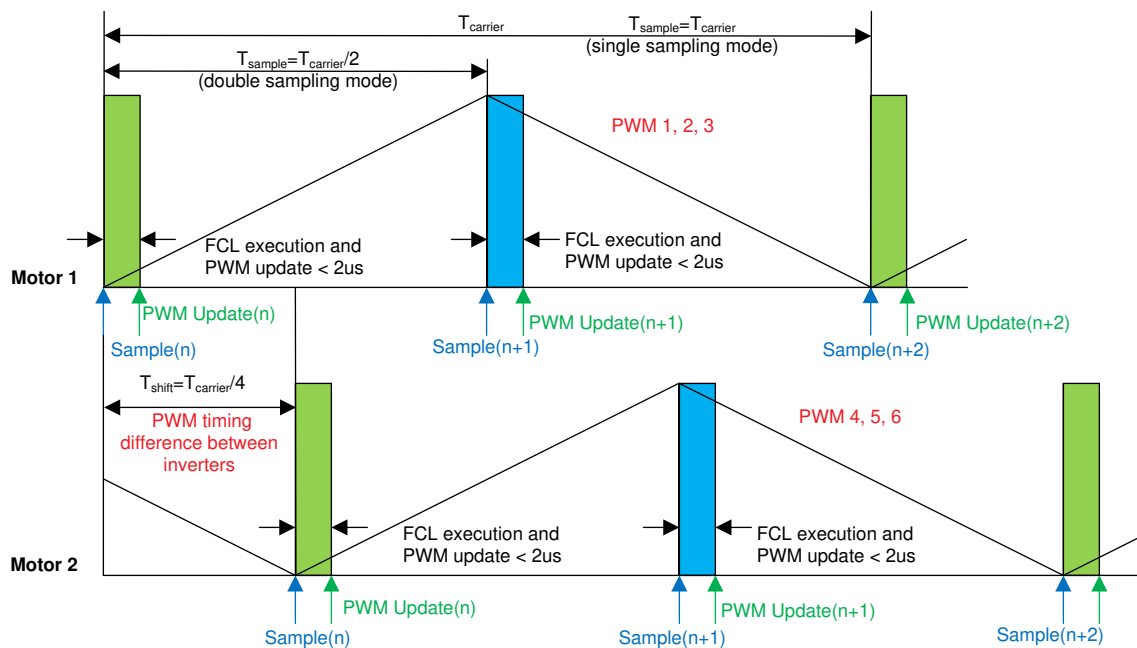 Tcarrier
Tsample=Tcarrier
(single sampling mode)
Tsample=Tcarrier/2
(double sampling mode)
PWM 1, 2, 3
FCL execution and
PWM update < 2us
FCL execution and
PWM update < 2us
Motor 1
PWM Update(n)
PWM Update(n+1)
PWM Update(n+2)
Sample(n)
Sample(n+1)
Sample(n+2)
Tshift=Tcarrier/4
PWM timing
difference between
inverters
PWM 4, 5, 6
FCL execution and
PWM update < 2us
FCL execution and
PWM update < 2us
Motor 2
PWM Update(n)
PWM Update(n+1)
Sample(n)
Sample(n+1)
Sample(n+2)